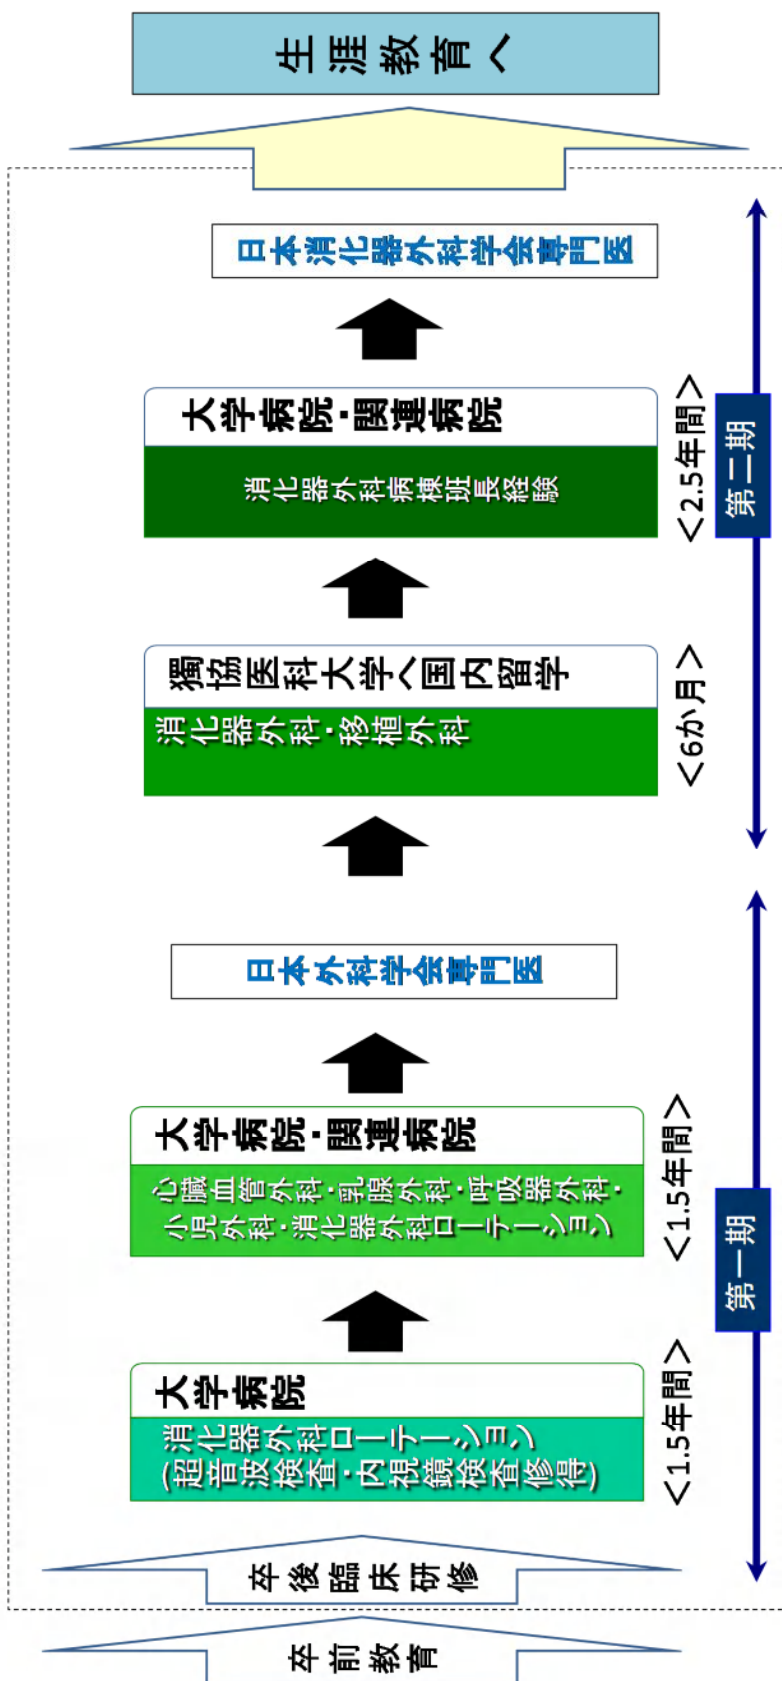 卒前教育
卒後臨床研修
大学病院
消化器外科ローテーション
(超音波検査・内視鏡検査修得)
＜1.5年間＞
大学病院・関連病院
心臓血管外科・乳腺外科・呼吸器外科・
小児外科・消化器外科ローテーション
＜1.5年間＞
第一期
日本外科学会専門医
獨協医科大学へ国内留学
消化器外科・移植外科
＜6か月＞
大学病院・関連病院
消化器外科病棟班長経験
＜2.5年間＞
第二期
日本消化器外科学会専門医
生涯教育へ